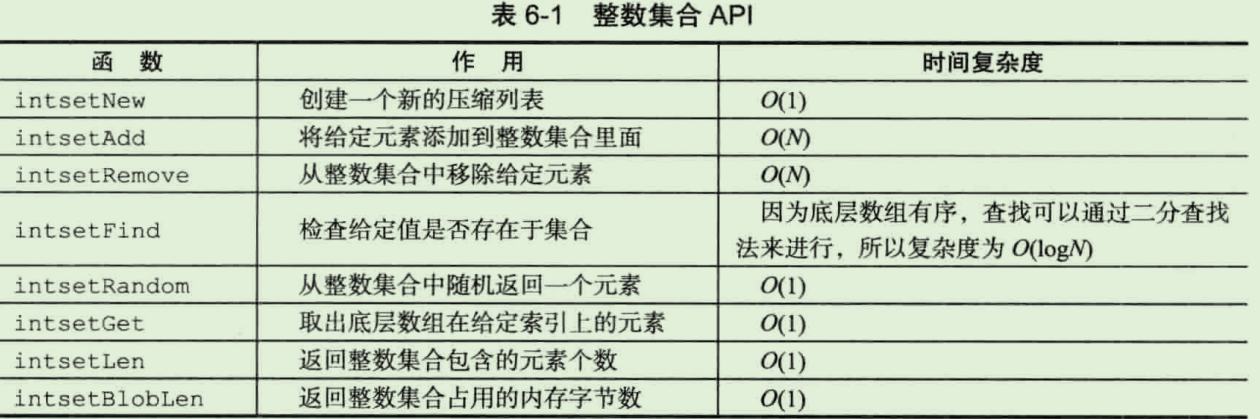 表 6-1 整数集合 API
函 数 作 用 时间复杂度
intsetNew 创建一个新的压缩列表 O(1)
intsetAdd 将给定元素添加到整数集合里面 O(N)
intsetRemove 从整数集合中移除给定元素 O(N)
intsetFind 检查给定值是否存在于集合 因为底层数组有序，查找可以通过二分查找
法来进行，所以复杂度为 O(logN)
intsetRandom 从整数集合中随机返回一个元素 O(1)
intsetGet 取出底层数组在给定索引上的元素 O(1)
intsetLen 返回整数集合包含的元素个数 O(1)
intsetBlobLen 返回整数集合占用的内存字节数 O(1)